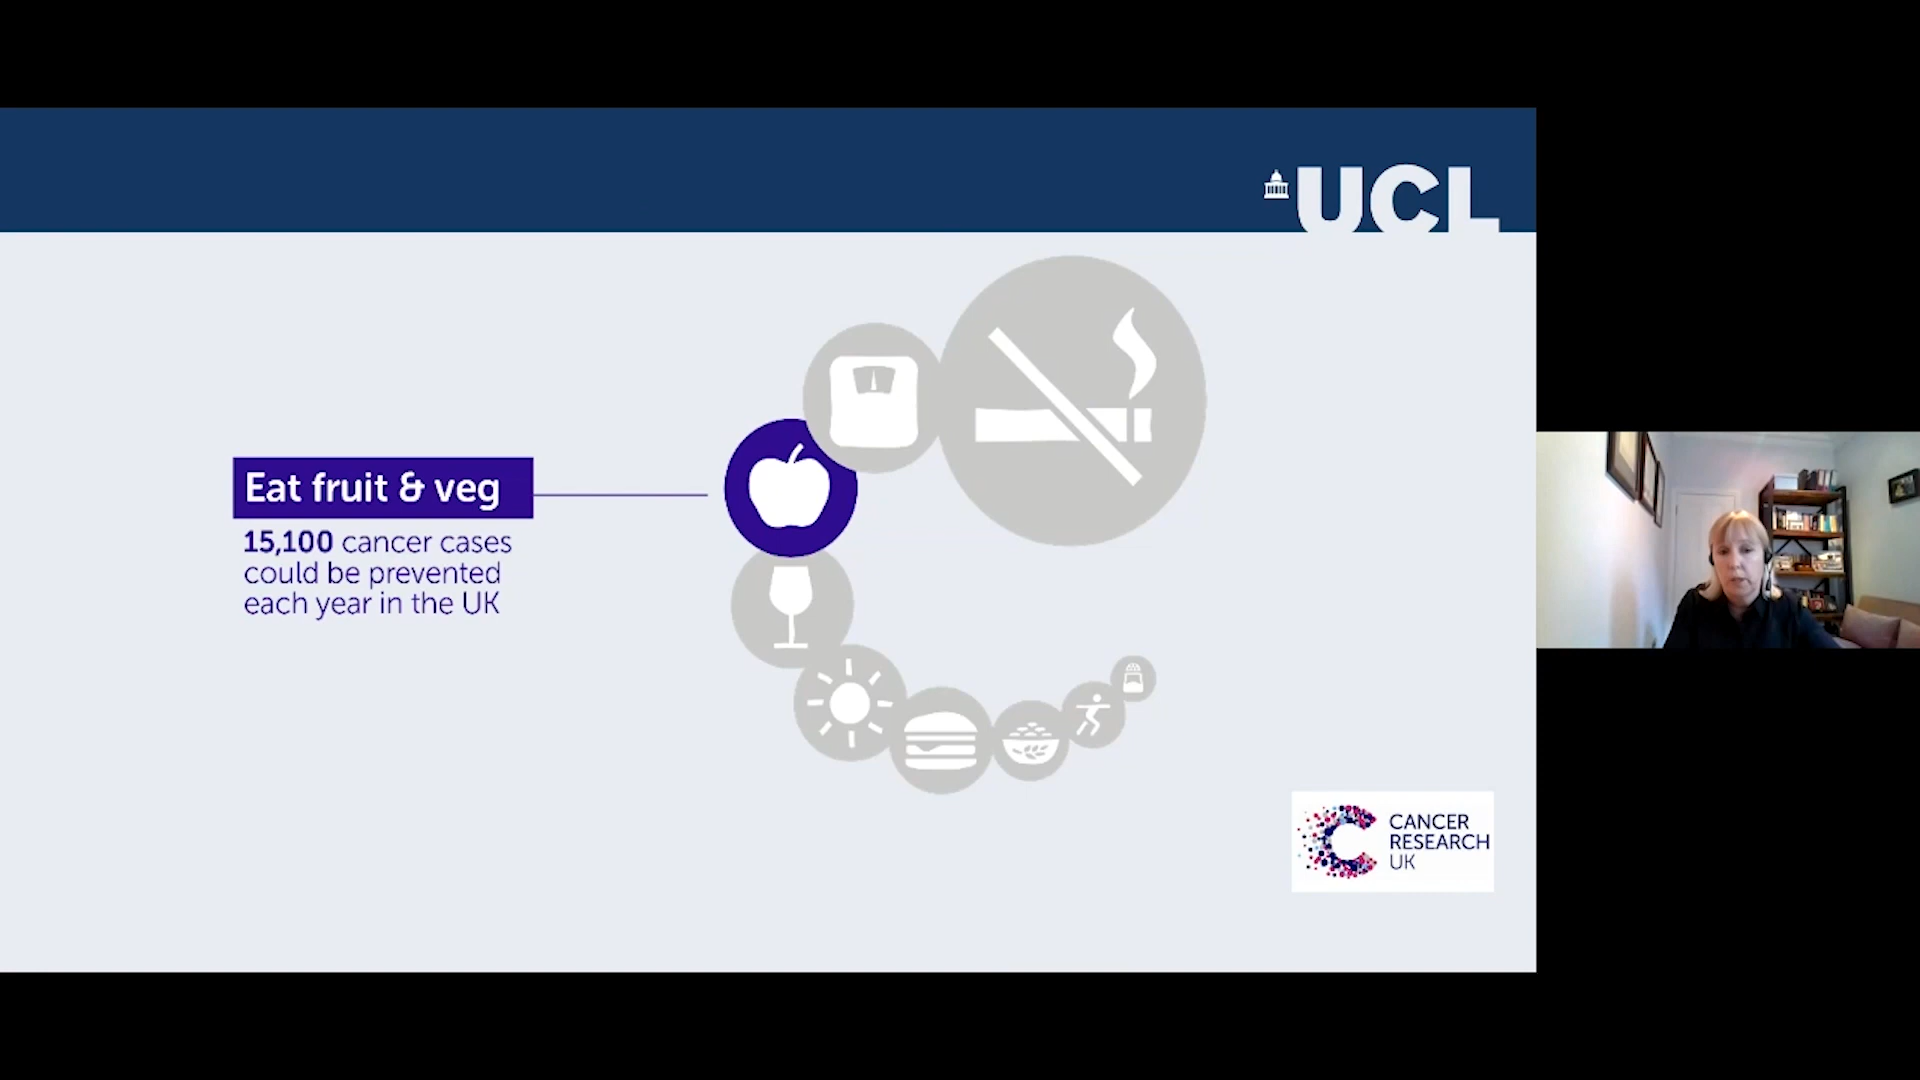 UCL
Eat fruit & veg
15,100 cancer cases
could be prevented
each year in the UK
CANCER
RESEARCH
UK